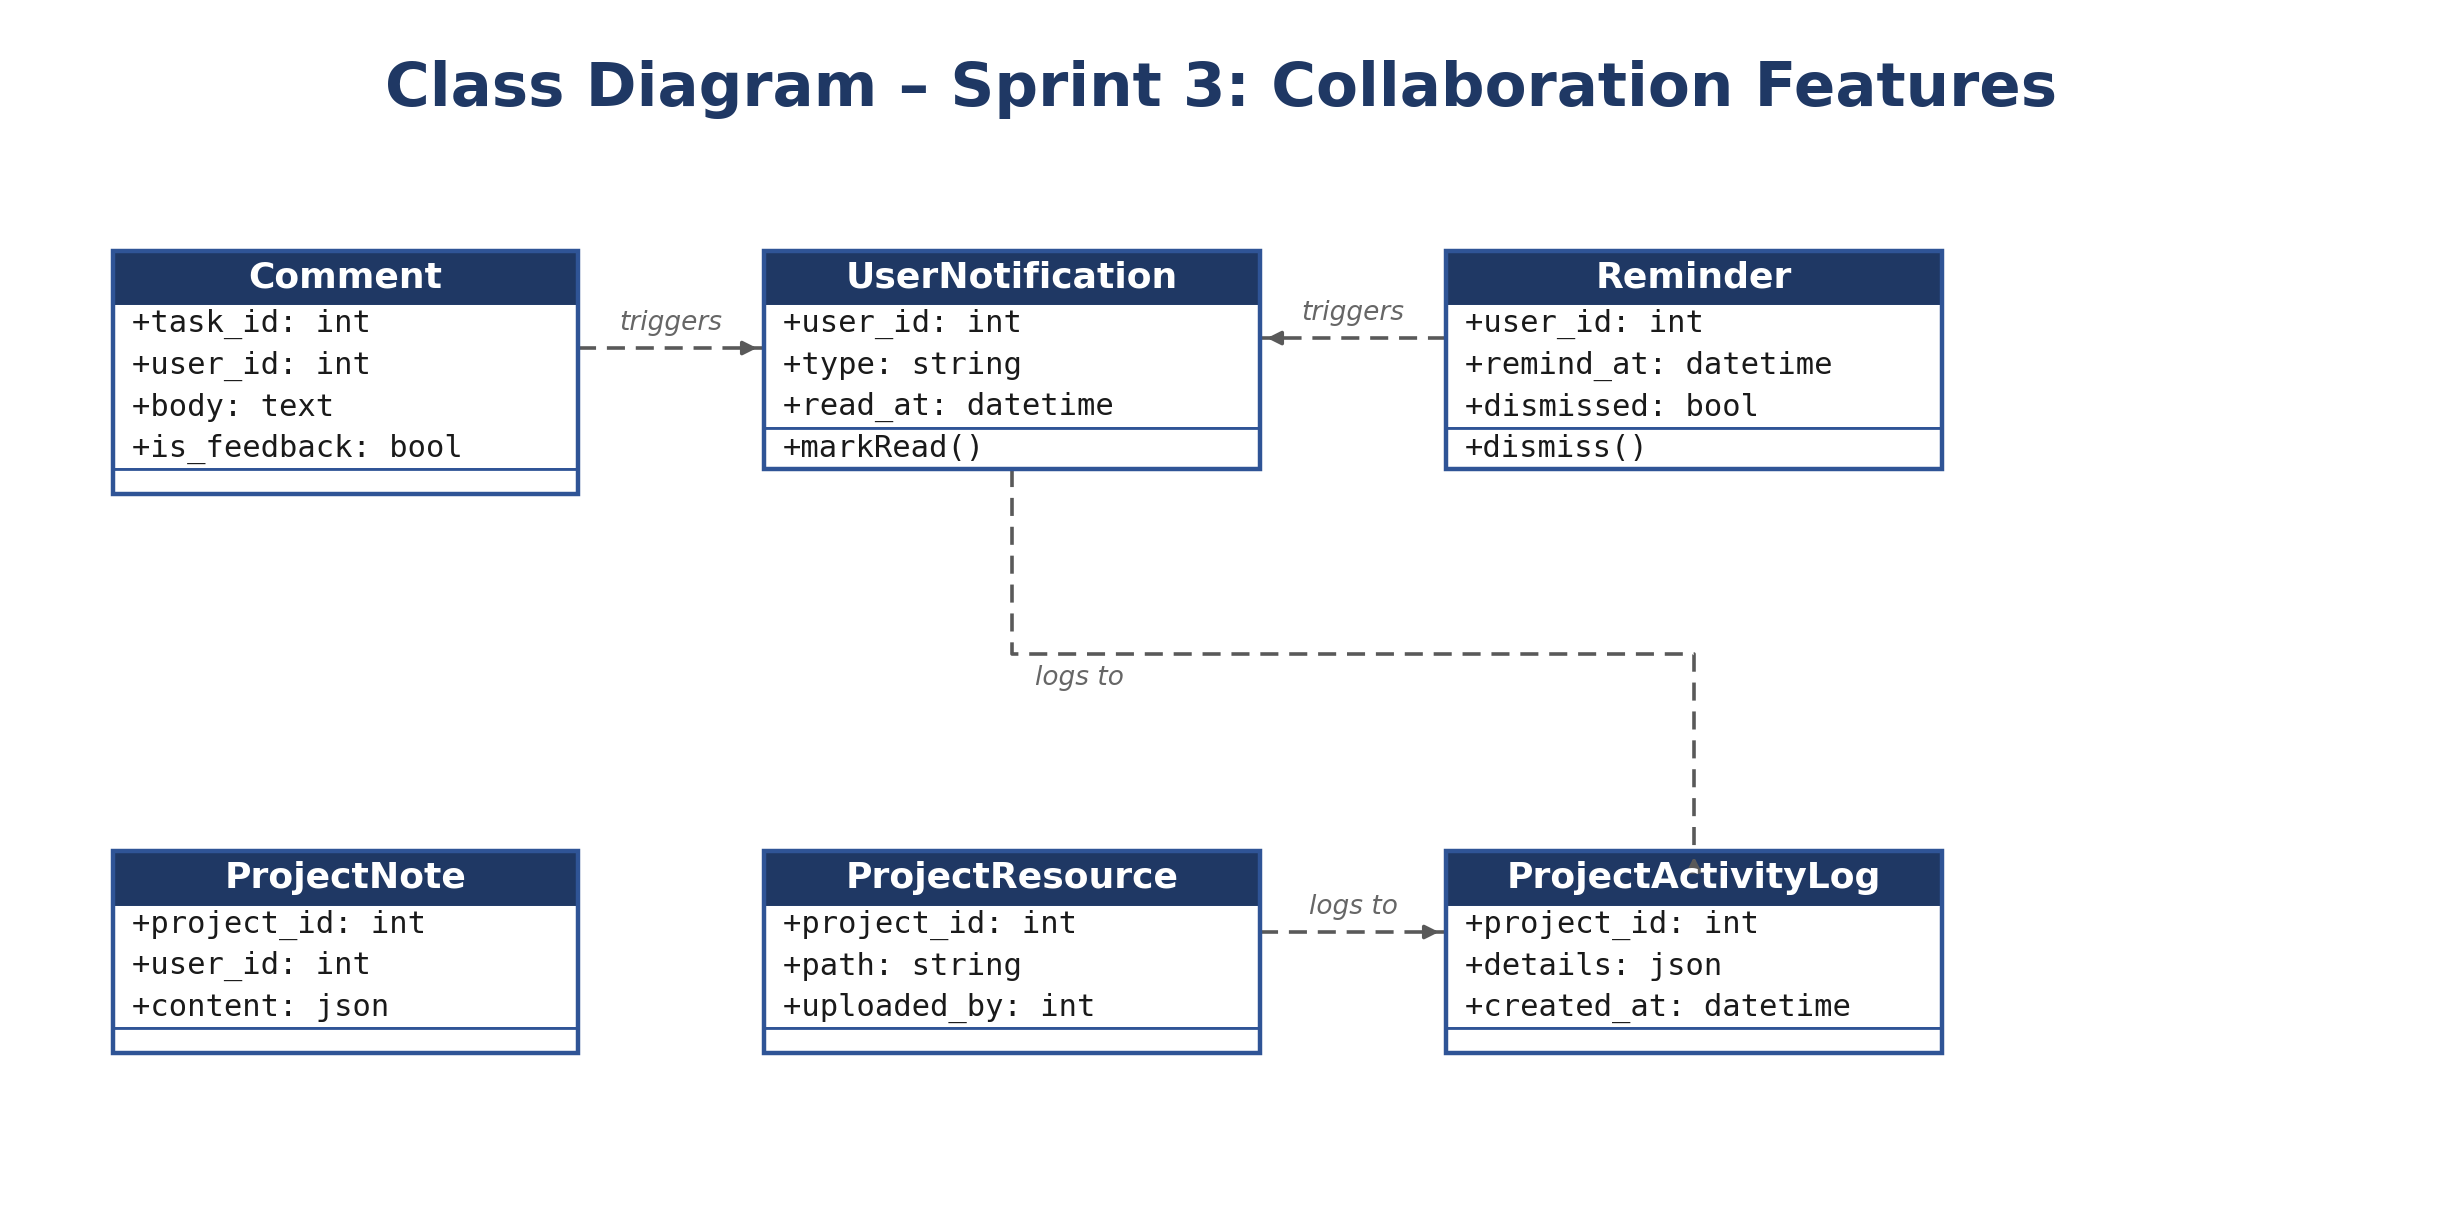 Class Diagram – Sprint 3: Collaboration Features
Comment
+task_id: int
+user_id: int
+body: text
+is_feedback: bool
triggers
UserNotification
+user_id: int
+type: string
+read_at: datetime
+markRead()
triggers
Reminder
+user_id: int
+remind_at: datetime
+dismissed: bool
+dismiss()
logs to
ProjectNote
+project_id: int
+user_id: int
+content: json
ProjectResource
+project_id: int
+path: string
+uploaded_by: int
logs to
ProjectActivityLog
+project_id: int
+details: json
+created_at: datetime